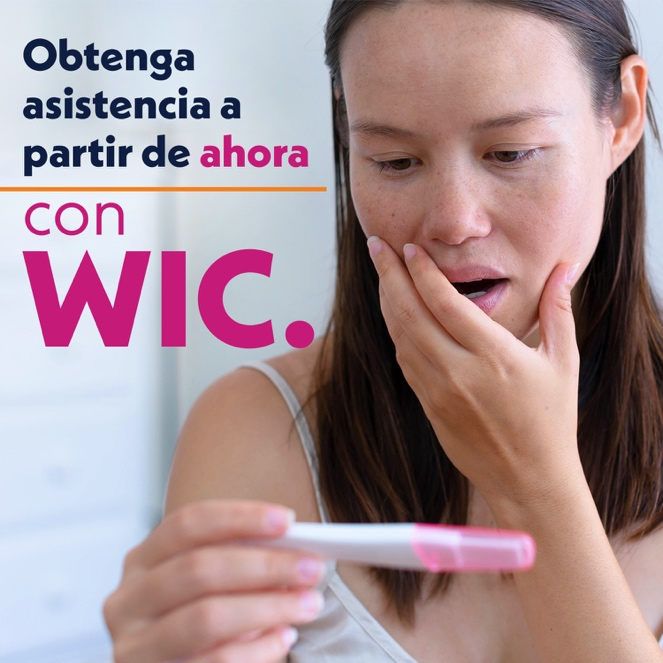 Obtenga
asistencia a
partir de ahora
con
WIC.